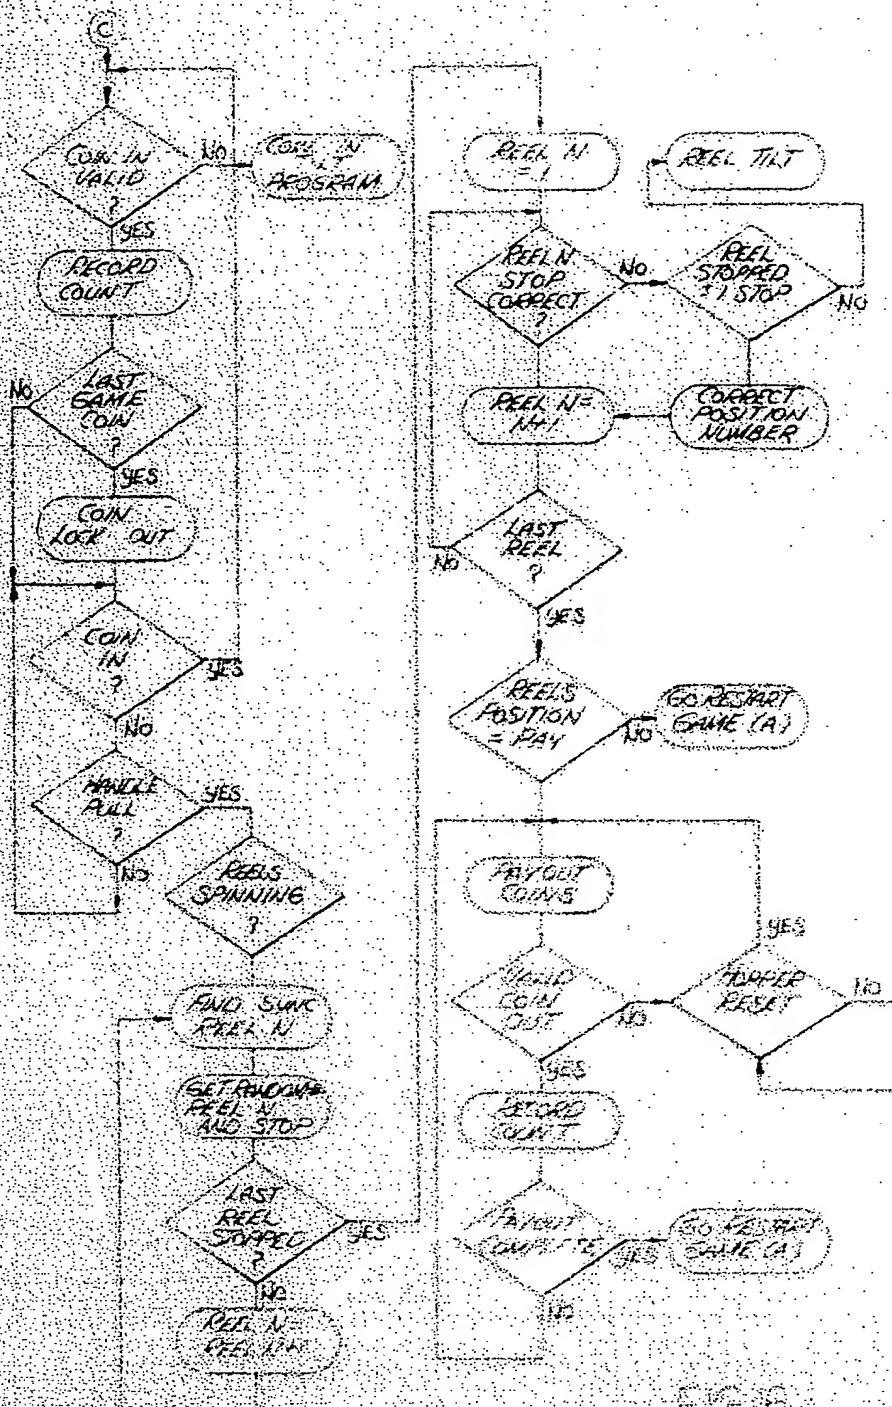 C
COIN IN
VALID
?
NO
COIN IN
PROGRAM
YES
RECORD
COUNT
LAST
GAME
COIN
?
NO
YES
COIN
LOCK OUT
COIN
IN
?
YES
NO
HANDLE
PULL
?
YES
NO
REELS
SPINNING
?
FIND SYNC
REEL N
GET RANDOM
REEL N
AND STOP
LAST
REEL
STOPPED
?
YES
NO
REEL N=
REEL N+1
REEL N
= 1
REEL TILT
REEL N
STOP
CORRECT
?
NO
REEL
STOPPED
±1 STOP
NO
REEL N=
N+1
CORRECT
POSITION
NUMBER
LAST
REEL
?
NO
YES
REELS
POSITION
= PAY
NO
GO RESTART
GAME (A)
PAYOUT
COINS
VALID
COIN
OUT
NO
YES
HOPPER
RESET
YES
NO
RECORD
COUNT
PAYOUT
COMPLETE
YES
NO
GO RESTART
GAME (A)